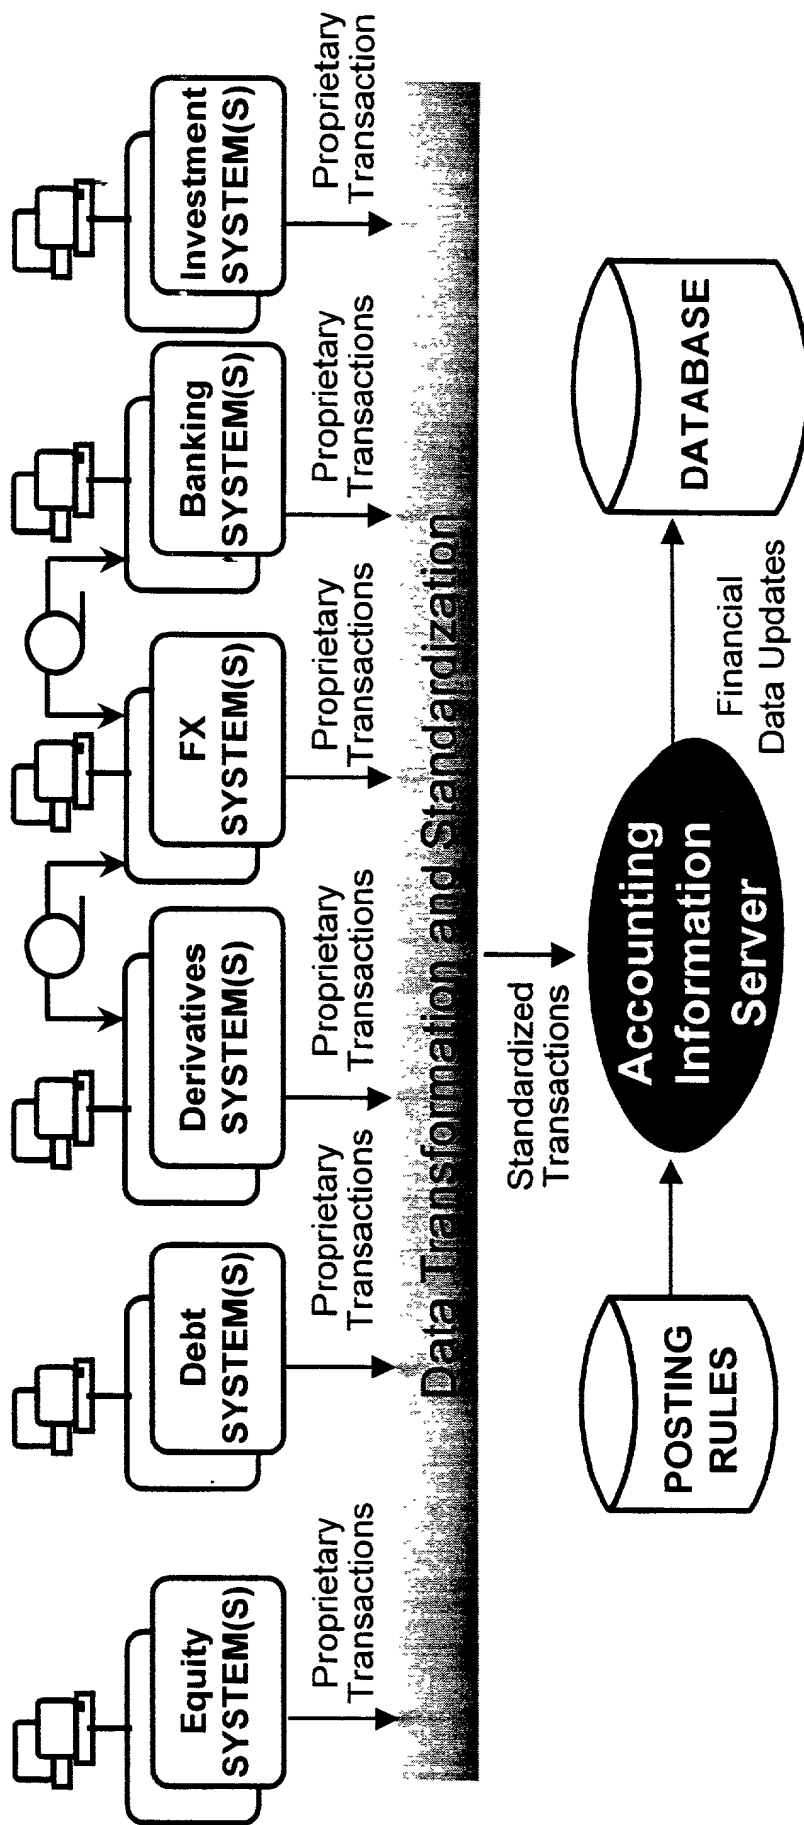 Equity
SYSTEM(S)
Debt
SYSTEM(S)
Derivatives
SYSTEM(S)
FX
SYSTEM(S)
Banking
SYSTEM(S)
Investment
SYSTEM(S)
Proprietary
Transactions
Proprietary
Transactions
Proprietary
Transactions
Proprietary
Transactions
Proprietary
Transactions
Proprietary
Transaction
Data Transformation and Standardization
Standardized
Transactions
POSTING
RULES
Accounting
Information
Server
Financial
Data Updates
DATABASE